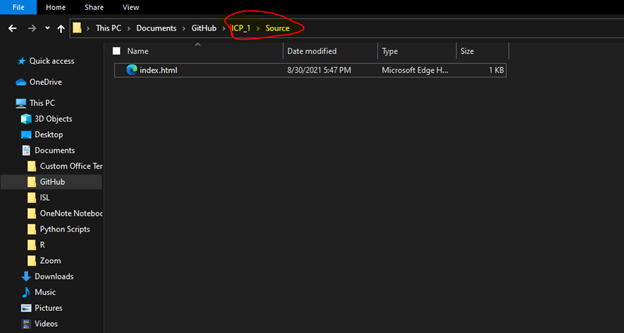 File Home Share View
This PC > Documents > GitHub > ICP_1 > Source
Name Date modified Type Size
index.html 8/30/2021 5:47 PM Microsoft Edge H... 1 KB
Quick access
OneDrive
This PC
3D Objects
Desktop
Documents
Custom Office Ter
GitHub
ISL
OneNote Notebook
Python Scripts
R
Zoom
Downloads
Music
Pictures
Videos